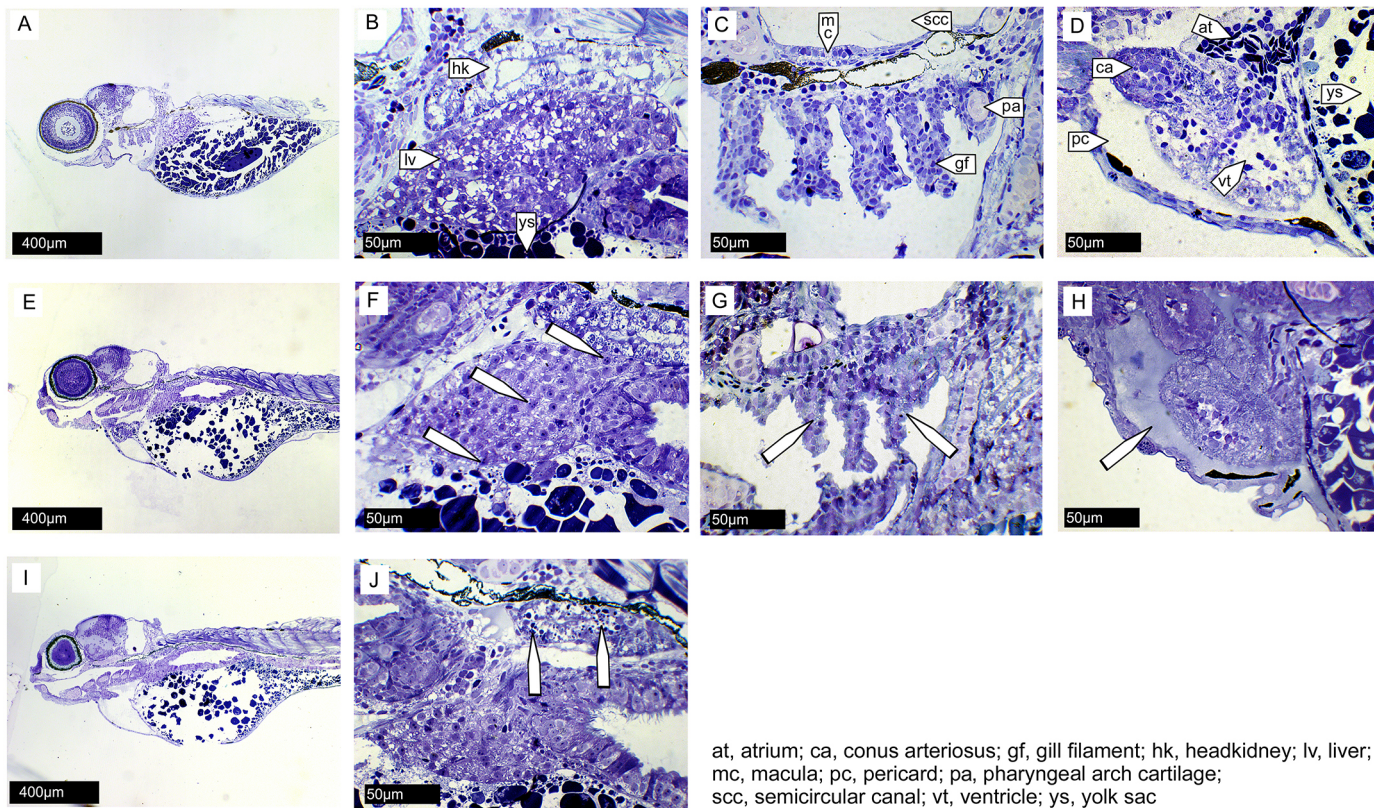 A
400µm
B
hk
lv
ys
50µm
C
m
c
scc
pa
gf
50µm
D
at
ca
ys
pc
vt
50µm
E
400µm
F
50µm
G
50µm
H
50µm
I
400µm
J
50µm
at, atrium; ca, conus arteriosus; gf, gill filament; hk, headkidney; lv, liver;
mc, macula; pc, pericard; pa, pharyngeal arch cartilage;
scc, semicircular canal; vt, ventricle; ys, yolk sac